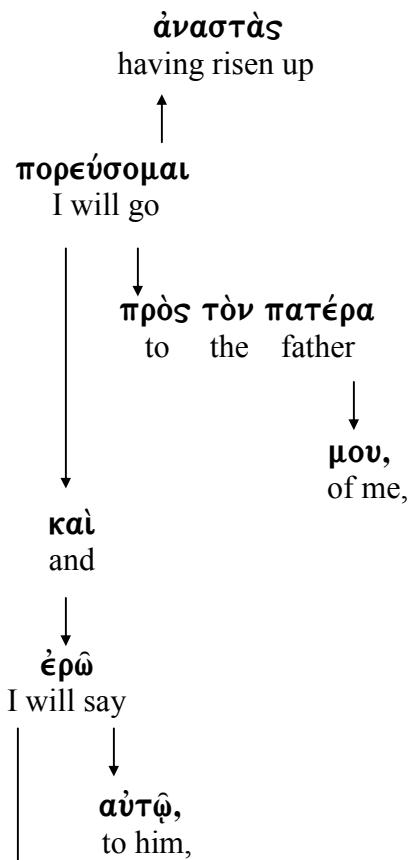 ἀναστὰς
having risen up
πορεύσομαι
I will go
πρὸς τὸν πατέρα
to the father
μου,
of me,
καὶ
and
ἐρῶ
I will say
αὐτῷ,
to him,